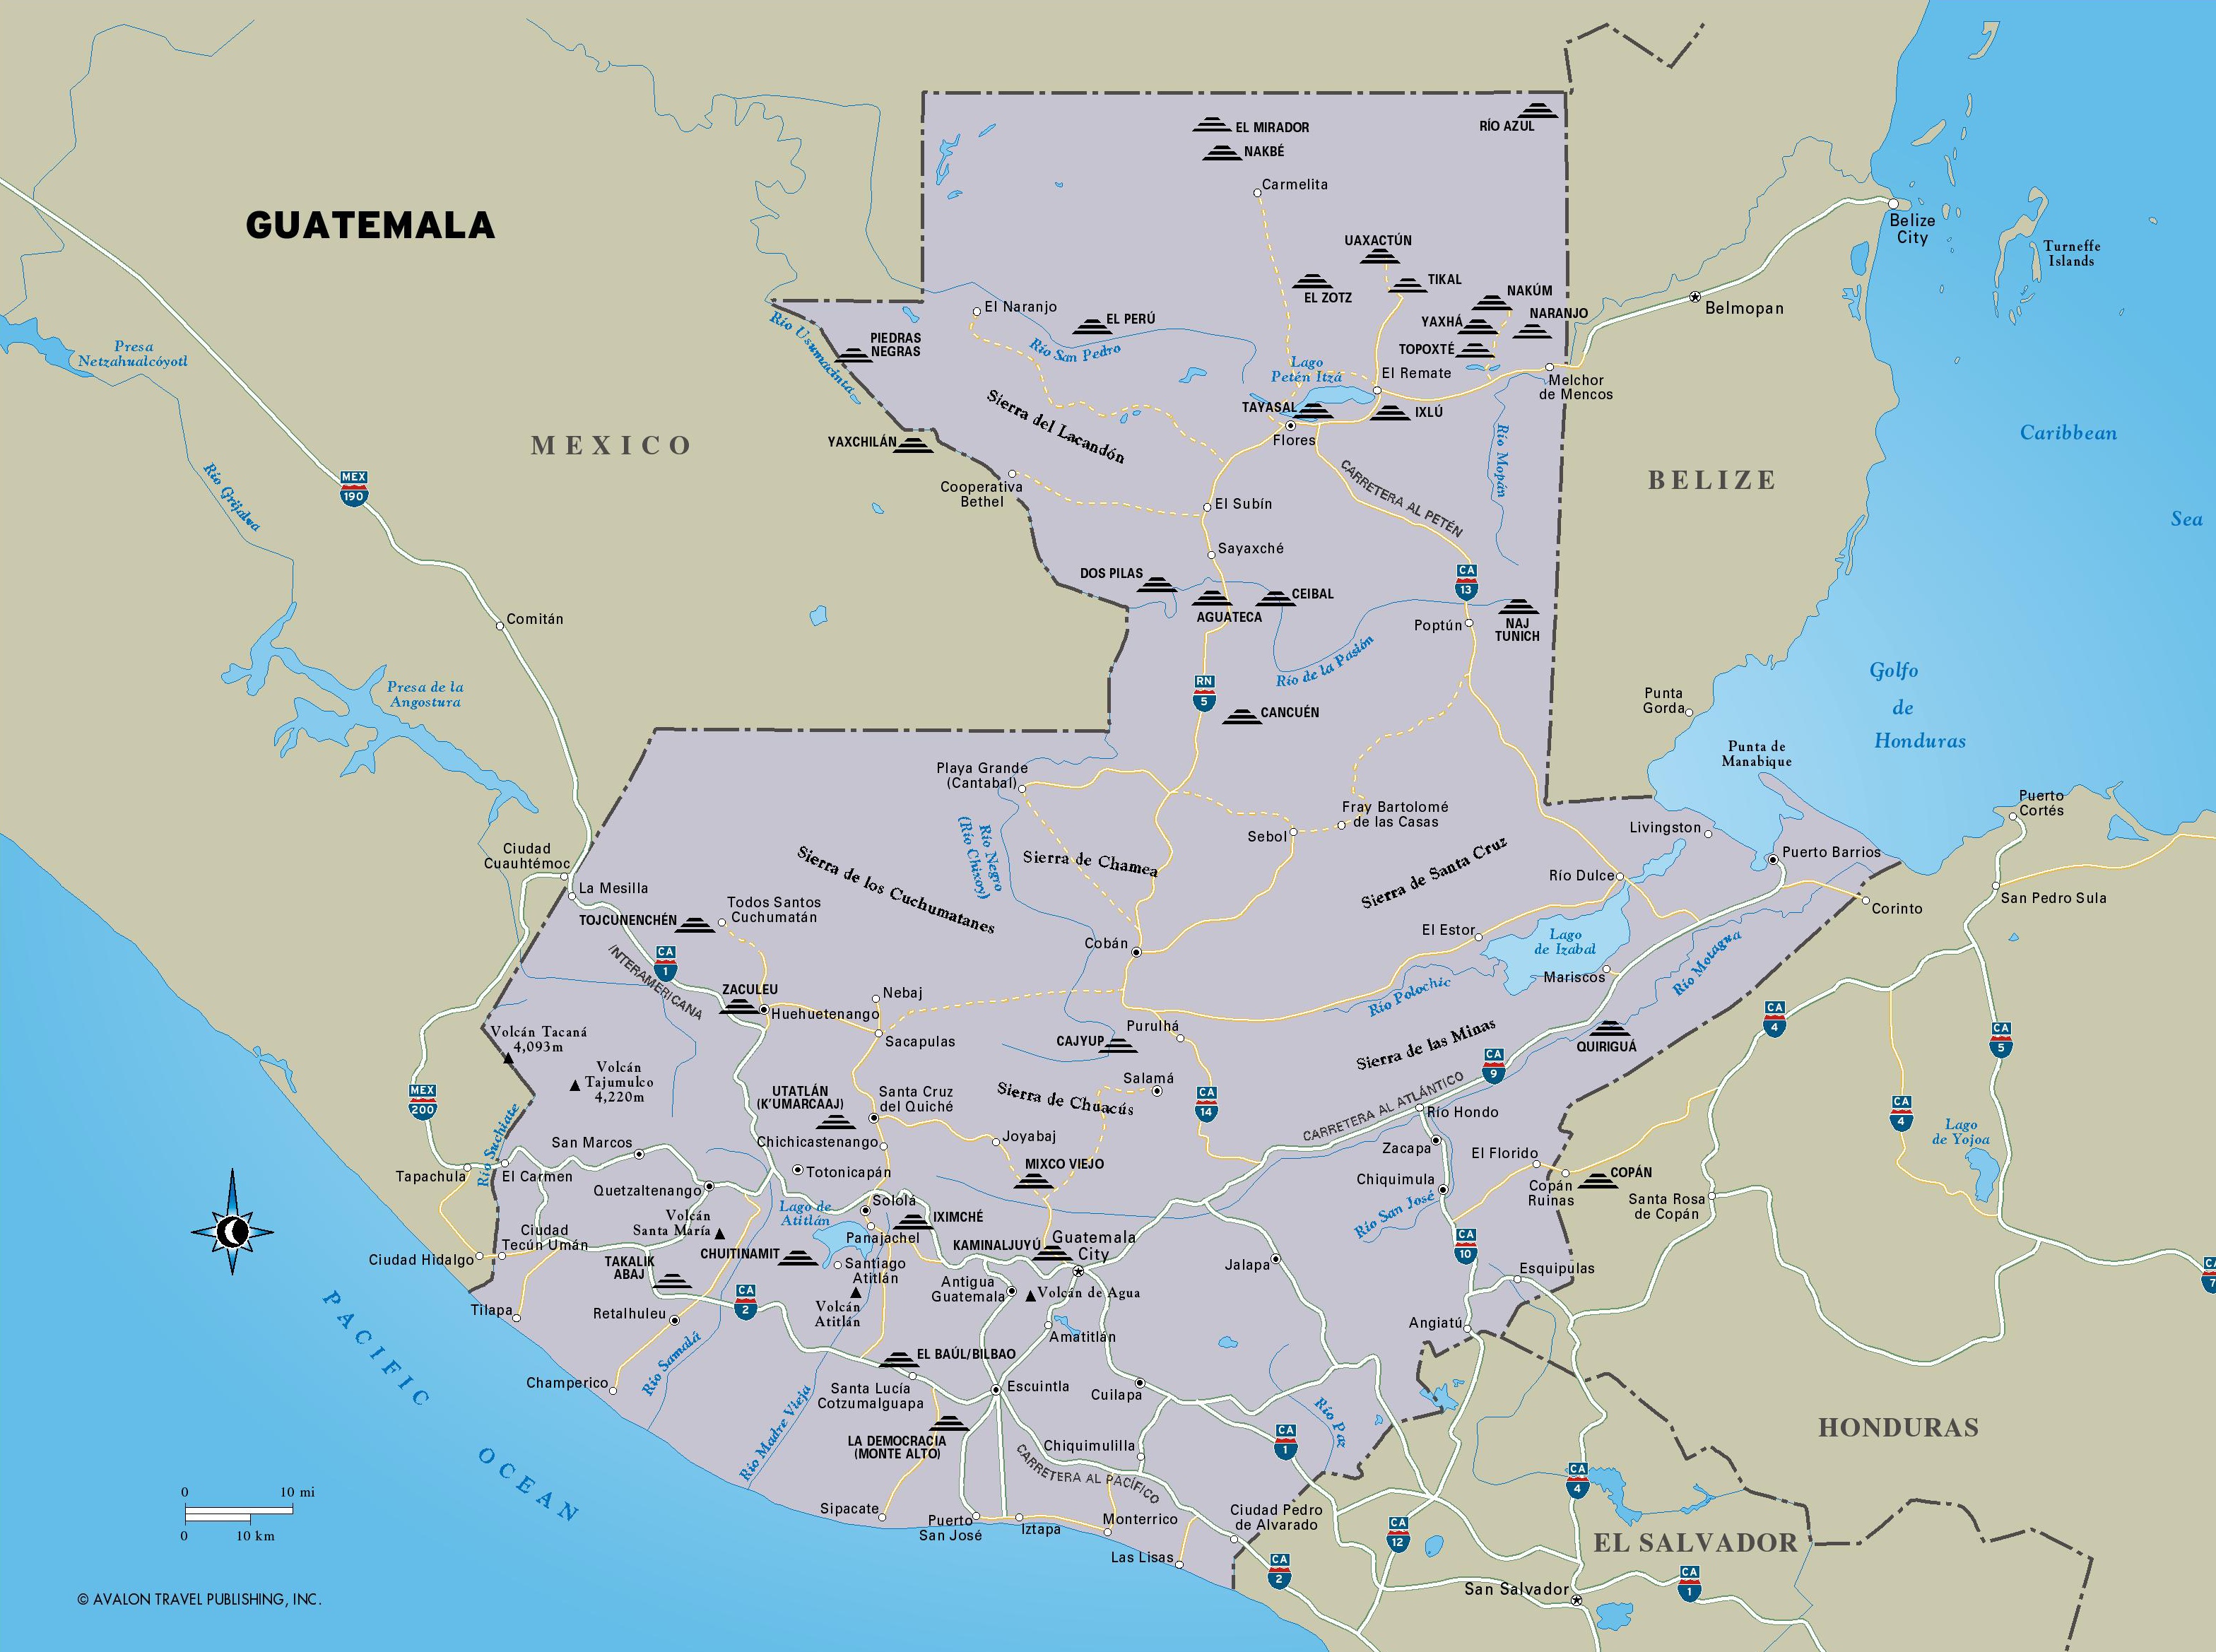 GUATEMALA
EL MIRADOR
RÍO AZUL
NAKBÉ
Carmelita
Belize
City
UAXACTÚN
Turneffe
Islands
TIKAL
EL ZOTZ
NAKÚM
Belmopan
El Naranjo
EL PERÚ
YAXHÁ
NARANJO
Río Usumacinta
PIEDRAS
NEGRAS
Río San Pedro
TOPOXTÉ
Presa
Netzahualcóyotl
Lago
Petén Itzá
El Remate
Melchor
de Mencos
Sierra del Lacandón
TAYASAL
IXLÚ
Flores
MEXICO
YAXCHILÁN
Caribbean
Sea
BELIZE
Río Mopán
CARRETERA AL PETÉN
Río Grijalva
MEX
190
Cooperativa
Bethel
El Subín
Sayaxché
DOS PILAS
AGUATECA
CEIBAL
CA
13
Comitán
Poptún
NAJ
TUNICH
Río de la Pasión
Presa de la
Angostura
RN
5
CANCUÉN
Punta
Gorda
Golfo
de
Honduras
Punta de
Manabique
Playa Grande
(Cantabal)
Río Negro
(Río Chixoy)
Fray Bartolomé
de las Casas
Sebol
Livingston
Puerto
Cortés
Ciudad
Cuauhtémoc
La Mesilla
Sierra de los Cuchumatanes
Sierra de Chamea
Sierra de Santa Cruz
Puerto Barrios
Río Dulce
San Pedro Sula
Corinto
Todos Santos
Cuchumatán
TOJCUNENCHÉN
INTERAMERICANA
CA
1
Cobán
El Estor
Lago
de Izabal
Mariscos
Río Motagua
ZACULEU
Huehuetenango
Nebaj
Río Polochic
Sacapulas
Purulhá
CAJYUP
Sierra de las Minas
QUIRIGUÁ
CA
4
CA
5
Volcán Tacaná
4,093m
Volcán
Tajumulco
4,220m
CA
9
UTATLÁN
(K'UMARCAAJ)
Santa Cruz
del Quiché
Salamá
Sierra de Chuacús
CA
14
CARRETERA AL ATLÁNTICO
Río Hondo
MEX
200
CA
4
Lago
de Yojoa
Río Suchiate
San Marcos
Chichicastenango
Joyabaj
Zacapa
El Florido
Tapachula
El Carmen
Totonicapán
MIXCO VIEJO
Chiquimula
Copán
Ruinas
COPÁN
Santa Rosa
de Copán
Quetzaltenango
Lago de
Atitlán
Sololá
IXIMCHÉ
Río San José
Volcán
Santa María
Panajachel
KAMINALJUYÚ
Guatemala
City
Ciudad
Tecún Umán
Ciudad Hidalgo
CHUITINAMIT
Santiago
Atitlán
Jalapa
CA
10
Esquipulas
CA
7
TAKALIK
ABAJ
Antigua
Guatemala
Volcán de Agua
Volcán
Atitlán
CA
2
Tilapa
Retalhuleu
Amatitlán
Angiatú
Río Samalá
EL BAÚL/BILBAO
Champerico
Santa Lucía
Cotzumalguapa
Escuintla
Cuilapa
Río Madre Vieja
Río Paz
LA DEMOCRACIA
(MONTE ALTO)
Chiquimulilla
CARRETERA AL PACÍFICO
CA
1
HONDURAS
CA
4
PACIFIC
OCEAN
Sipacate
Puerto
San José
Iztapa
Monterrico
Las Lisas
Ciudad Pedro
de Alvarado
CA
12
CA
2
EL SALVADOR
San Salvador
CA
1
0 10 mi
0 10 km
© AVALON TRAVEL PUBLISHING, INC.